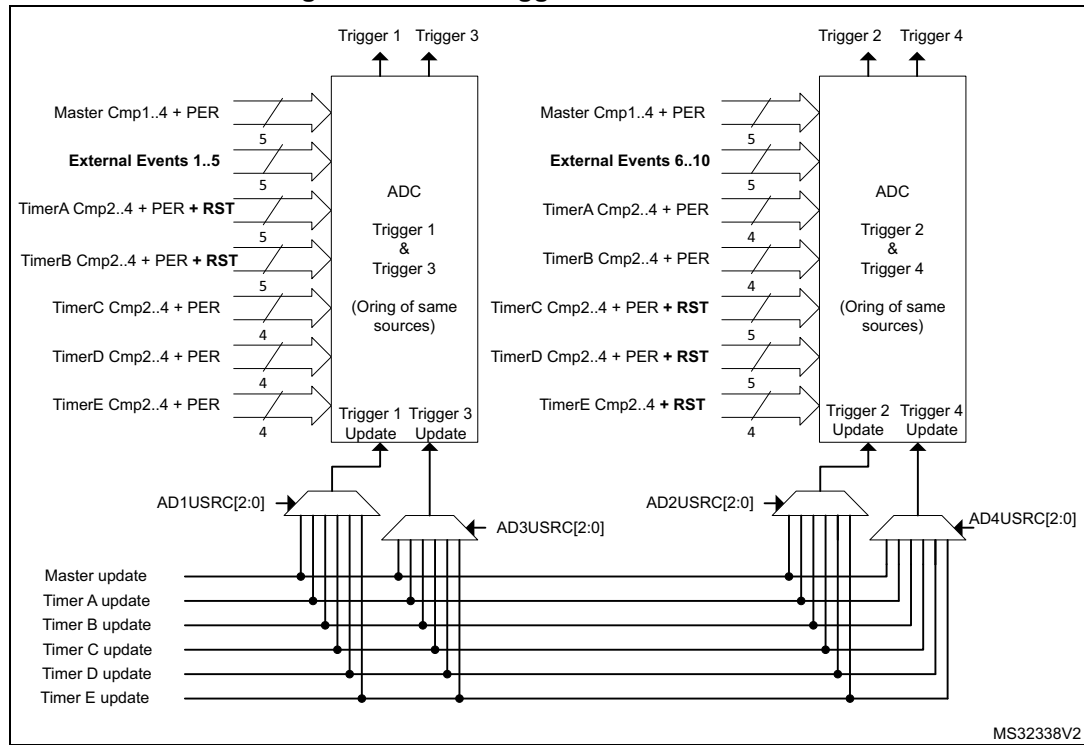 Trigger 1 Trigger 3
Master Cmp1..4 + PER
5
External Events 1..5
5
TimerA Cmp2..4 + PER + RST
5
TimerB Cmp2..4 + PER + RST
5
TimerC Cmp2..4 + PER
4
TimerD Cmp2..4 + PER
4
TimerE Cmp2..4 + PER
4
ADC
Trigger 1
&
Trigger 3
(Oring of same
sources)
Trigger 1 Trigger 3
Update Update
AD1USRC[2:0]
AD3USRC[2:0]
Trigger 2 Trigger 4
Master Cmp1..4 + PER
5
External Events 6..10
5
TimerA Cmp2..4 + PER
4
TimerB Cmp2..4 + PER
4
TimerC Cmp2..4 + PER + RST
5
TimerD Cmp2..4 + PER + RST
5
TimerE Cmp2..4 + RST
4
ADC
Trigger 2
&
Trigger 4
(Oring of same
sources)
Trigger 2 Trigger 4
Update Update
AD2USRC[2:0]
AD4USRC[2:0]
Master update
Timer A update
Timer B update
Timer C update
Timer D update
Timer E update
MS32338V2